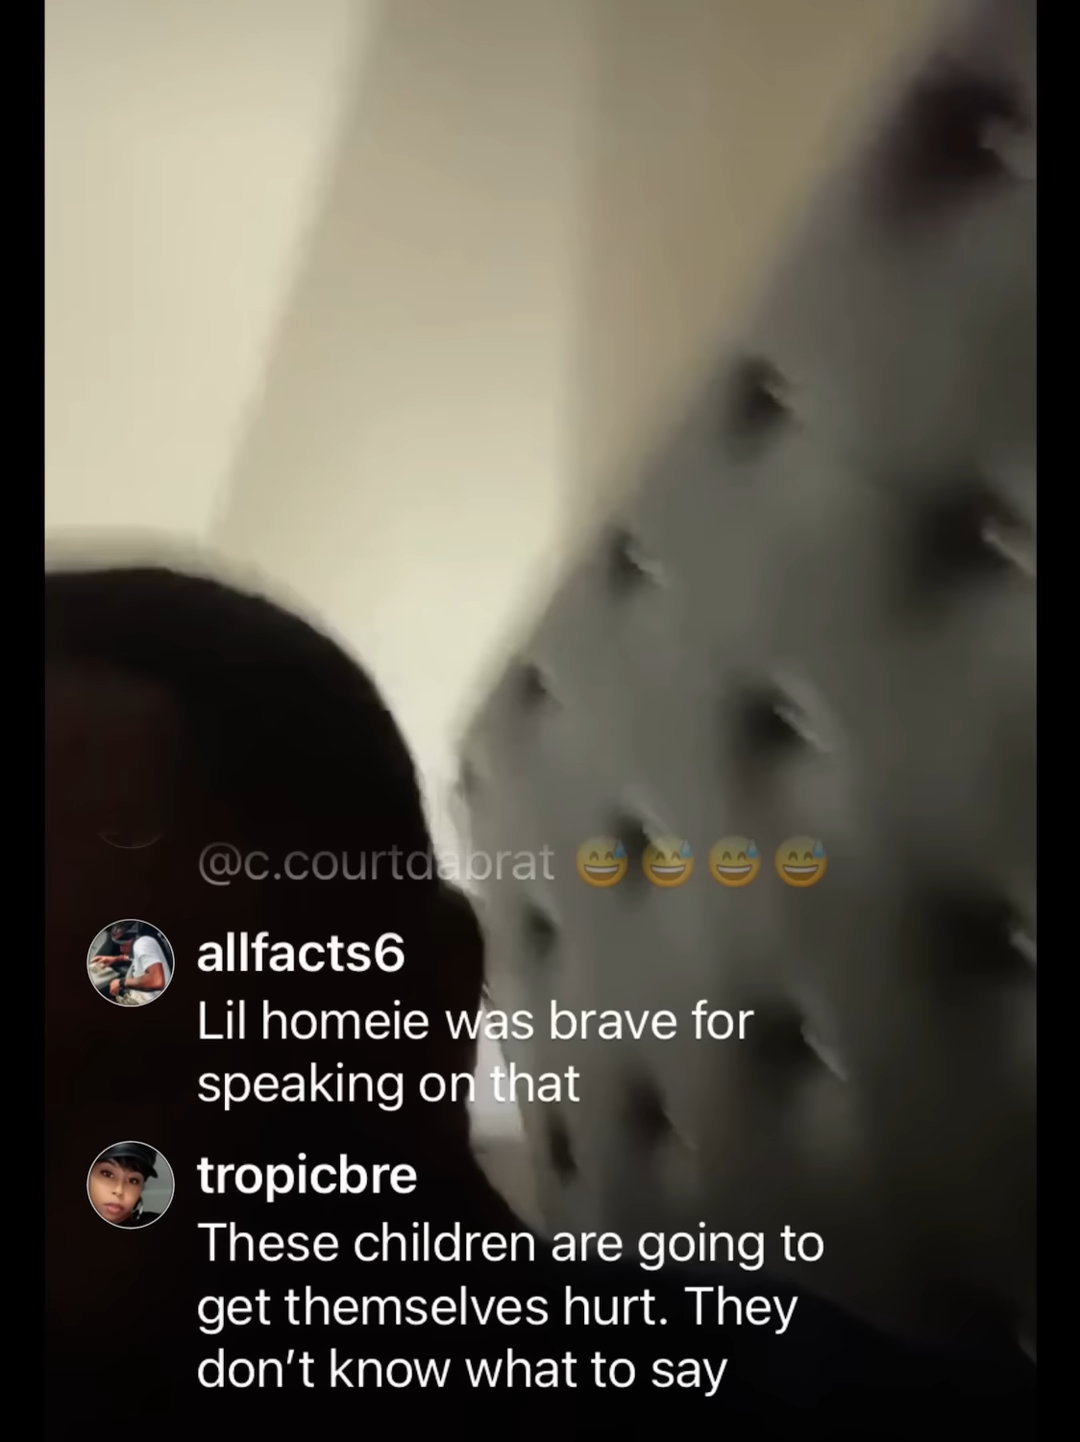 @c.courtdabrat 😅😅😅😅
allfacts6
Lil homeie was brave for
speaking on that
tropicbre
These children are going to
get themselves hurt. They
don't know what to say